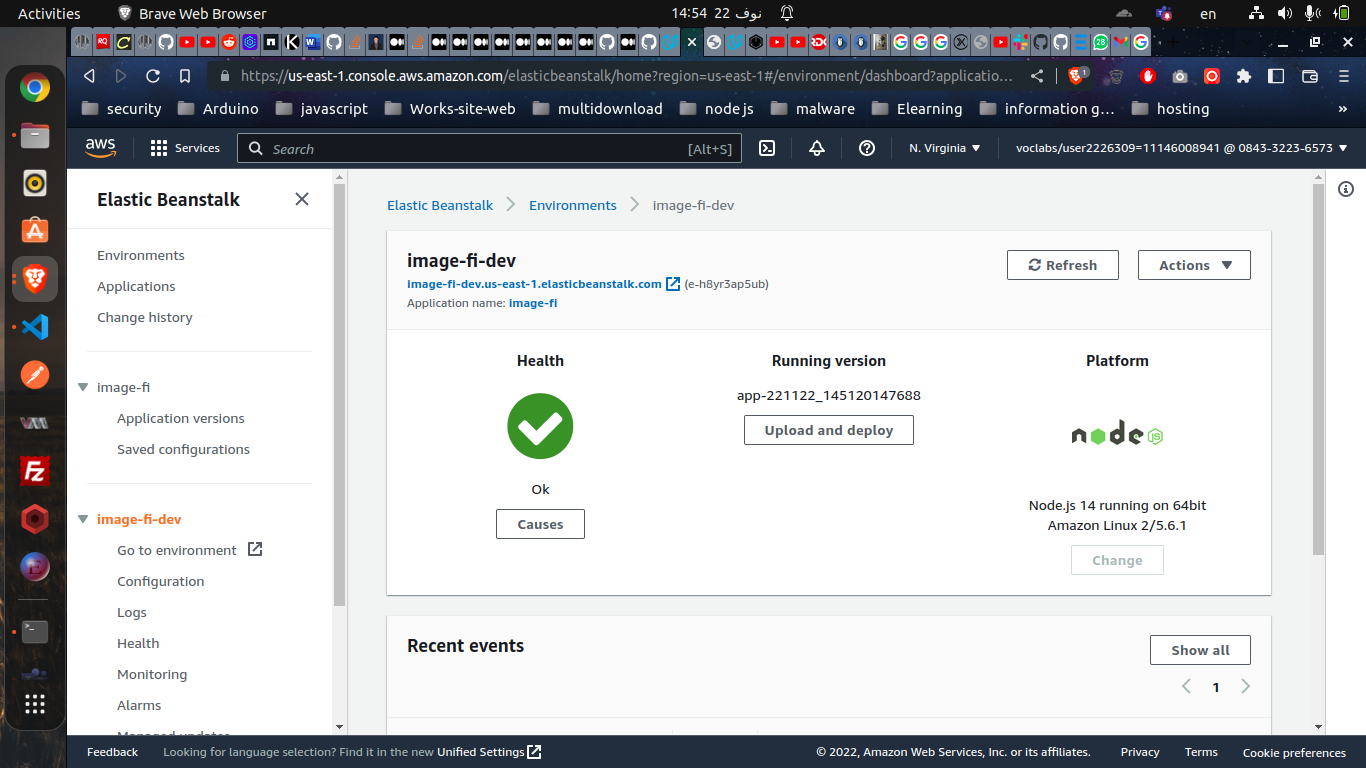 Activities
Brave Web Browser
14:54 22 نوف
en
https://us-east-1.console.aws.amazon.com/elasticbeanstalk/home?region=us-east-1#/environment/dashboard?applicatio...
1
28
security
Arduino
javascript
Works-site-web
multidownload
node js
malware
Elearning
information g...
hosting
»
aws
Services
Search
[Alt+S]
N. Virginia
voclabs/user2226309=11146008941 @ 0843-3223-6573
Elastic Beanstalk
Environments
Applications
Change history
image-fi
Application versions
Saved configurations
image-fi-dev
Go to environment
Configuration
Logs
Health
Monitoring
Alarms
Managed updates
Elastic Beanstalk
Environments
image-fi-dev
image-fi-dev
image-fi-dev.us-east-1.elasticbeanstalk.com (e-h8yr3ap5ub)
Application name: image-fi
Refresh
Actions
Health
Ok
Causes
Running version
app-221122_145120147688
Upload and deploy
Platform
node JS
Node.js 14 running on 64bit
Amazon Linux 2/5.6.1
Change
Recent events
Show all
1
Feedback
Looking for language selection? Find it in the new Unified Settings
© 2022, Amazon Web Services, Inc. or its affiliates.
Privacy
Terms
Cookie preferences